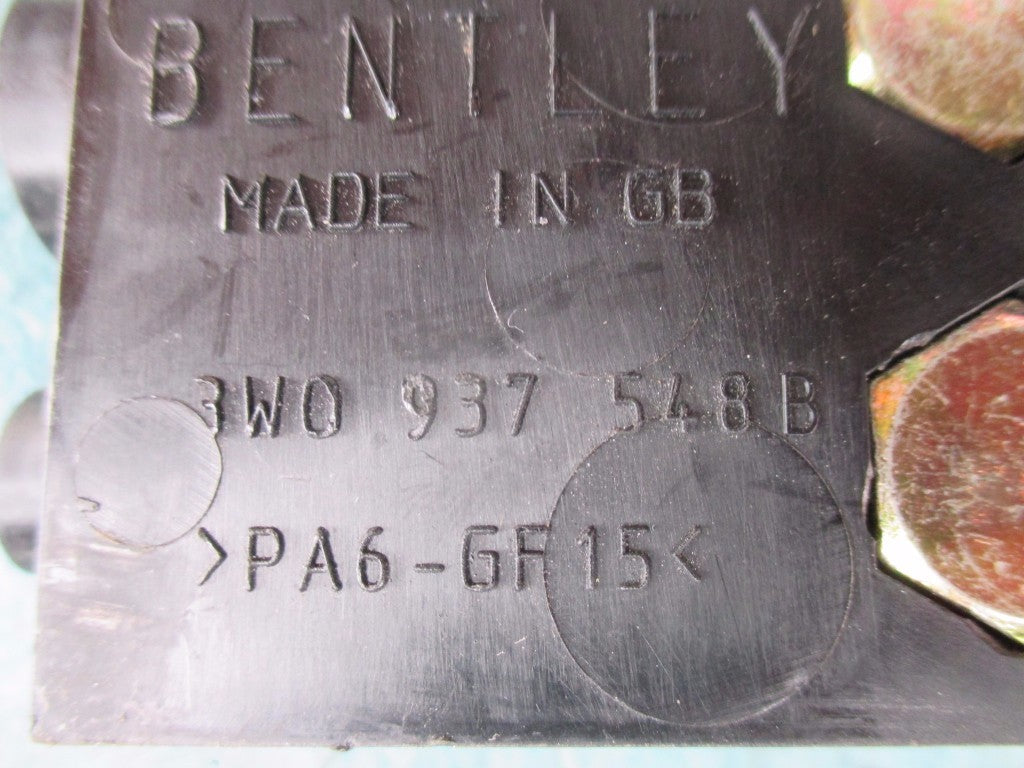 BENTLEY
MADE IN GB
3W0 937 548 B
>PA6-GF15<